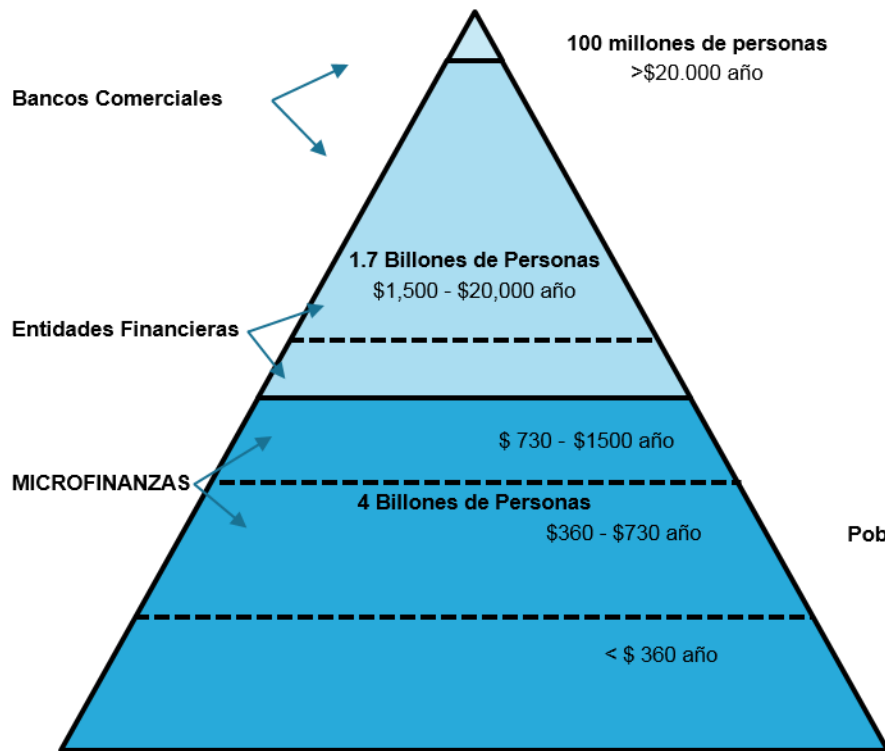 100 millones de personas
>$20.000 año
Bancos Comerciales
1.7 Billones de Personas
$1,500 - $20,000 año
Entidades Financieras
$ 730 - $1500 año
MICROFINANZAS
4 Billones de Personas
$360 - $730 año
Pob
< $ 360 año